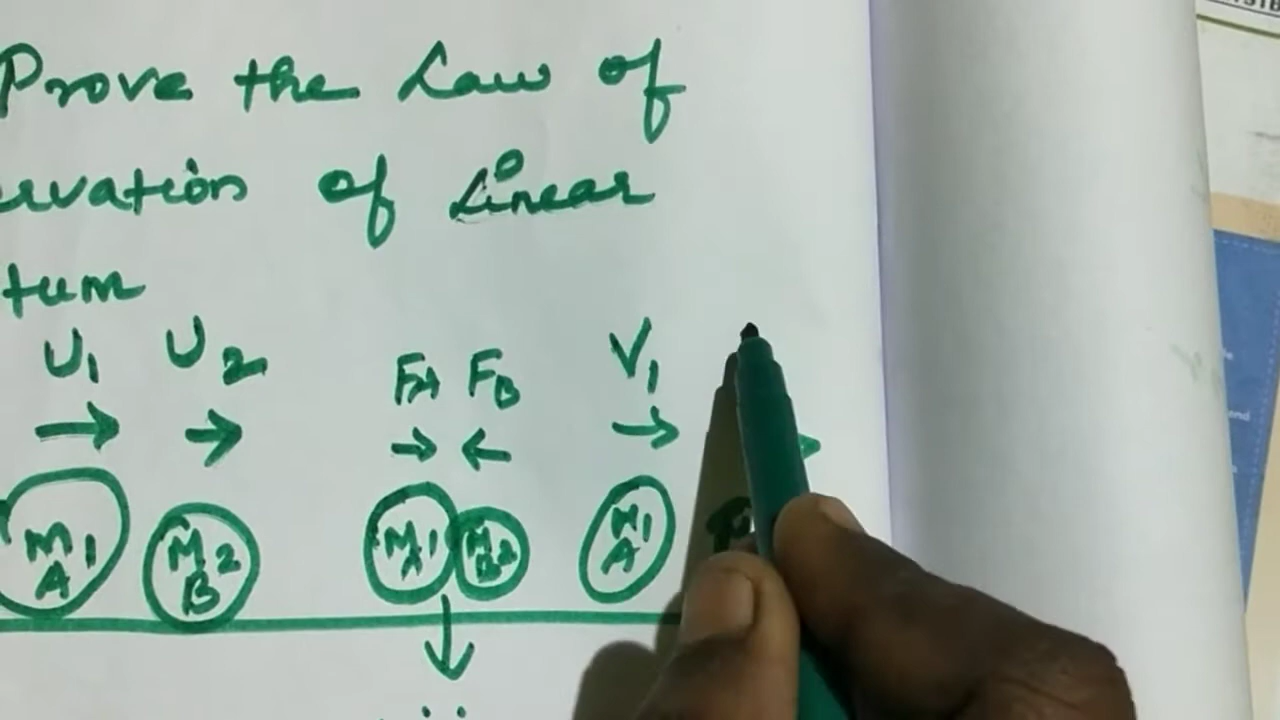 Prove the Law of
ervation of Linear
tum
U1 U2 FA FB V1
M1 M2 M1 M2 M1
A B A B A